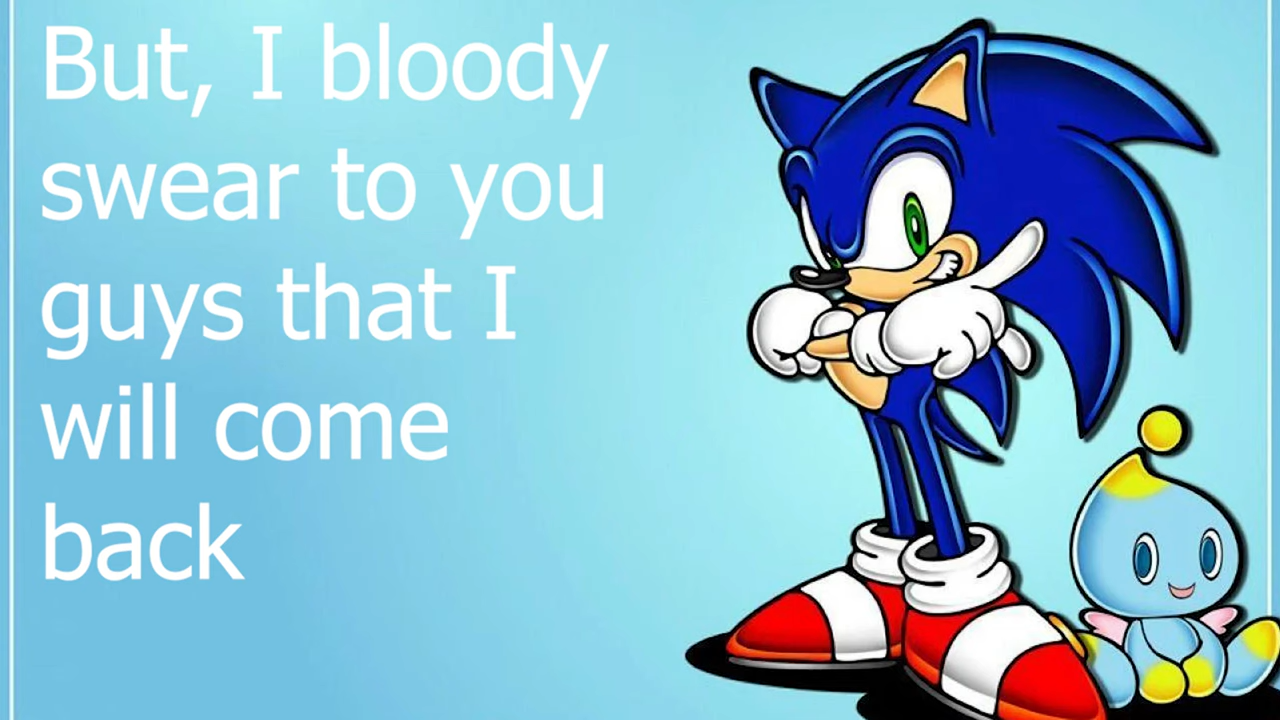 But, I bloody
swear to you
guys that I
will come
back